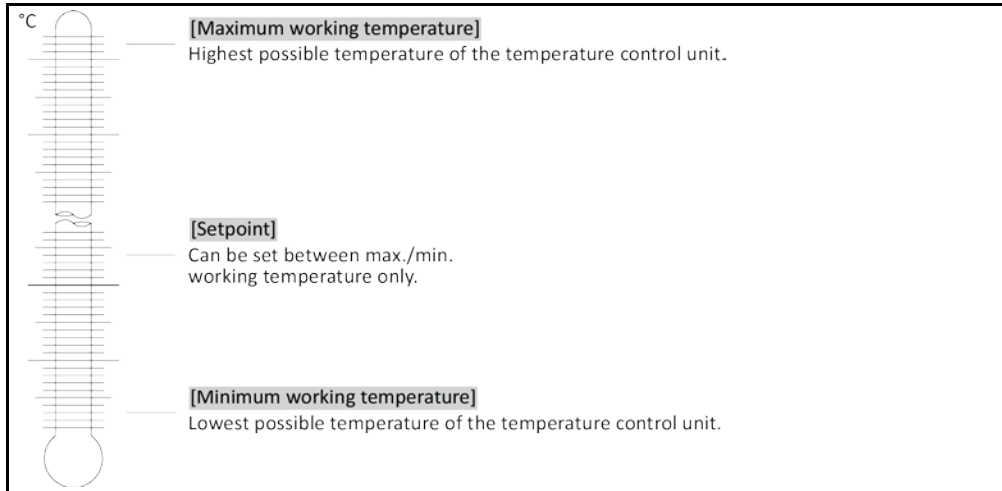 °C
[Maximum working temperature]
Highest possible temperature of the temperature control unit.
[Setpoint]
Can be set between max./min.
working temperature only.
[Minimum working temperature]
Lowest possible temperature of the temperature control unit.